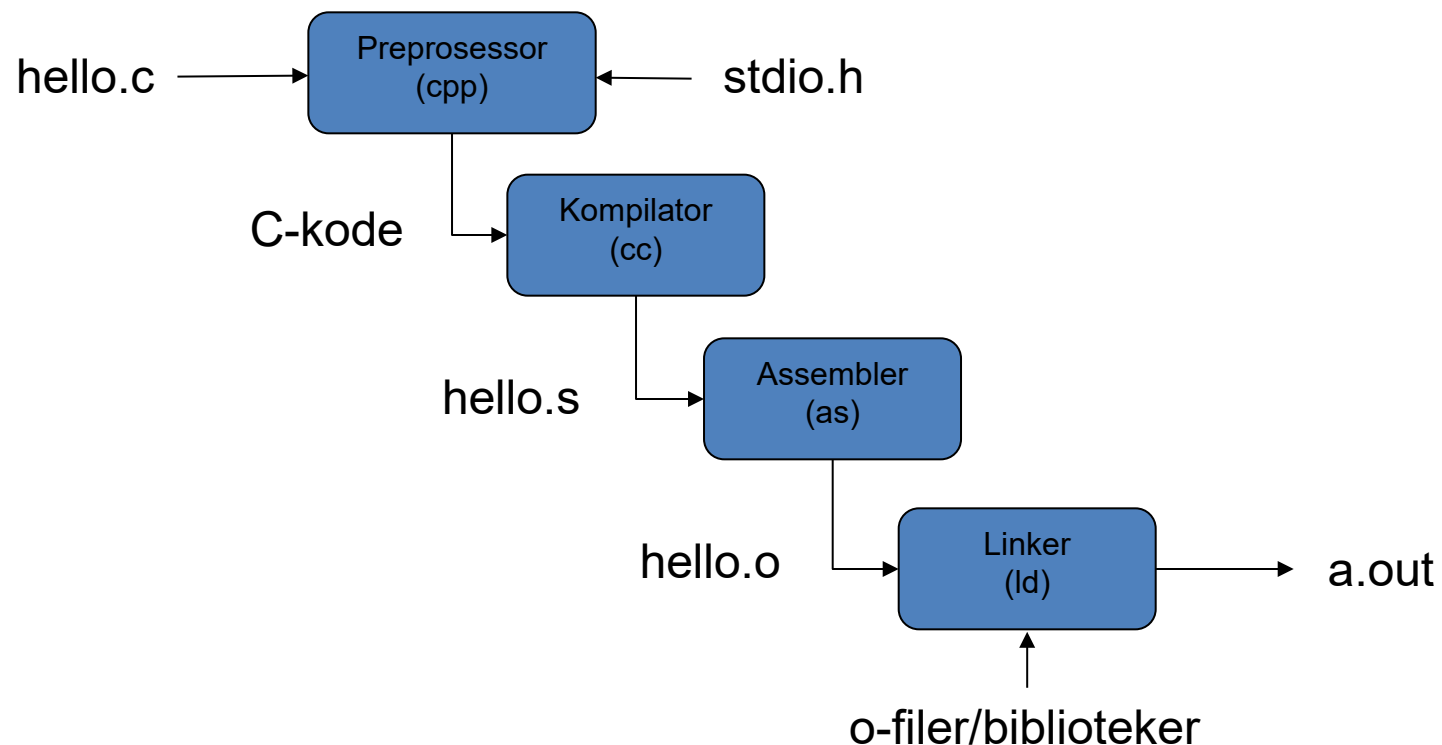 Preprosessor
(cpp)
hello.c
stdio.h
Kompilator
(cc)
C-kode
Assembler
(as)
hello.s
Linker
(ld)
hello.o
a.out
o-filer/biblioteker